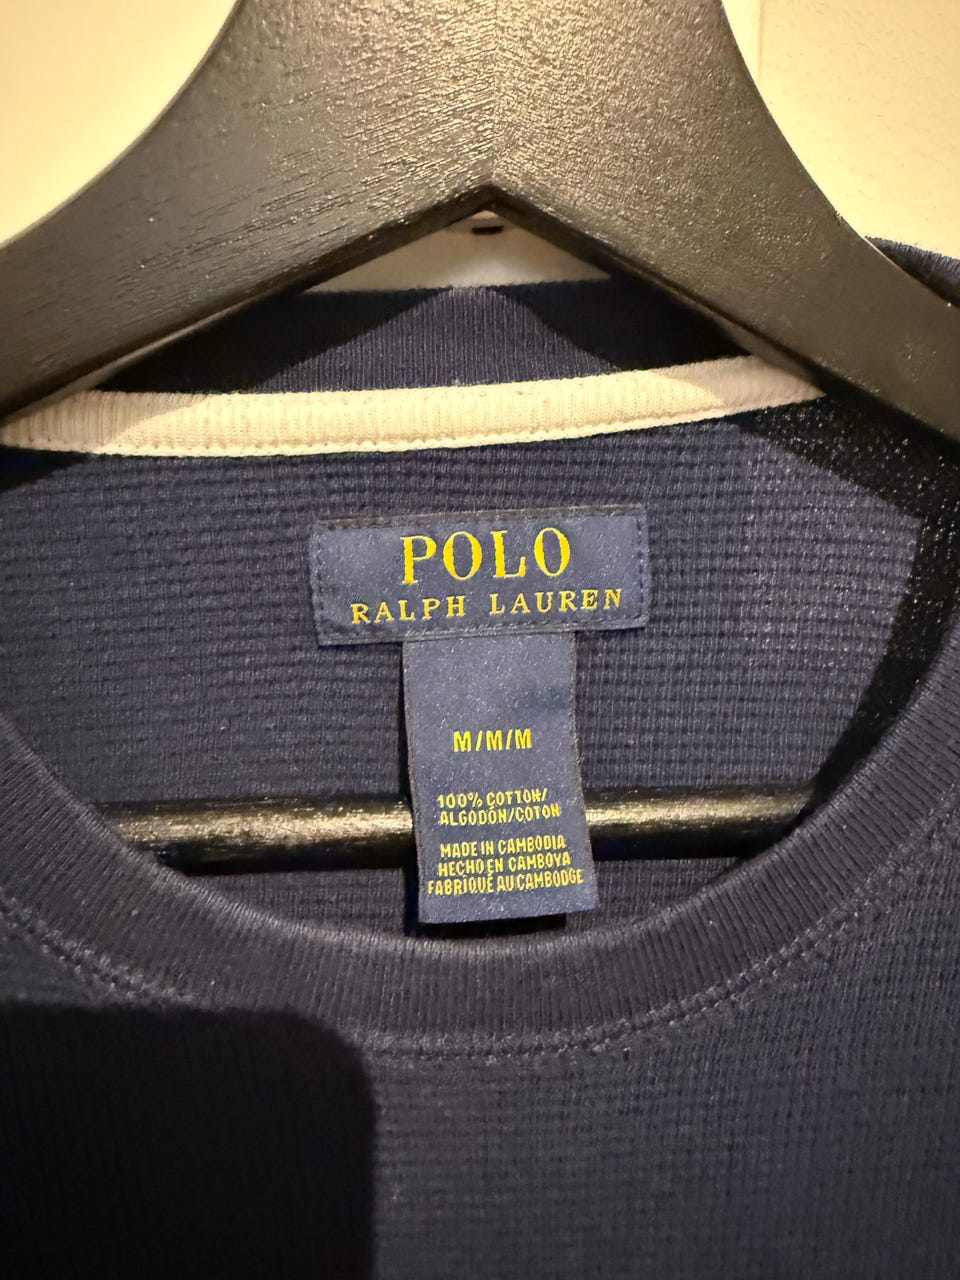 POLO
RALPH LAUREN
M/M/M
100% COTTON/
ALGODÓN/COTON
MADE IN CAMBODIA
HECHO EN CAMBOYA
FABRIQUÉ AU CAMBODGE